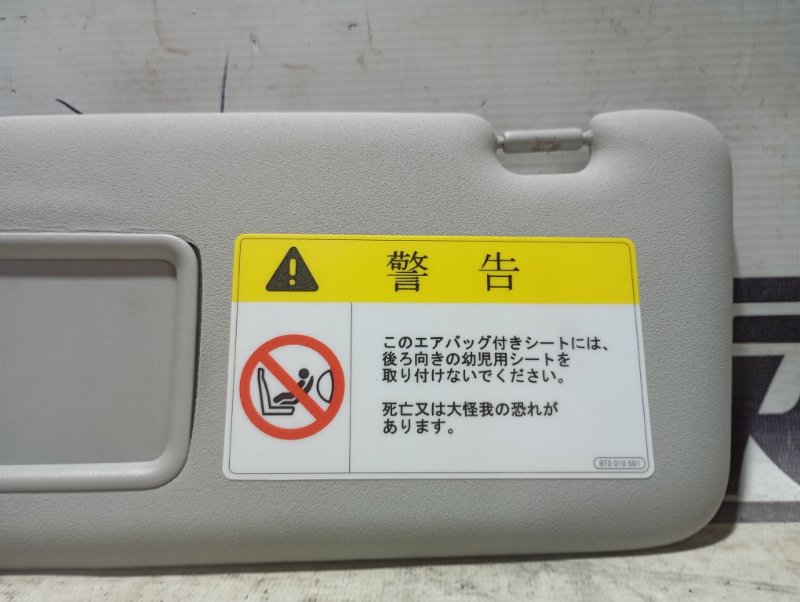 警告
このエアバッグ付きシートには、
後ろ向きの幼児用シートを
取り付けないでください。
死亡又は大怪我の恐れが
あります。
8T0 010 501